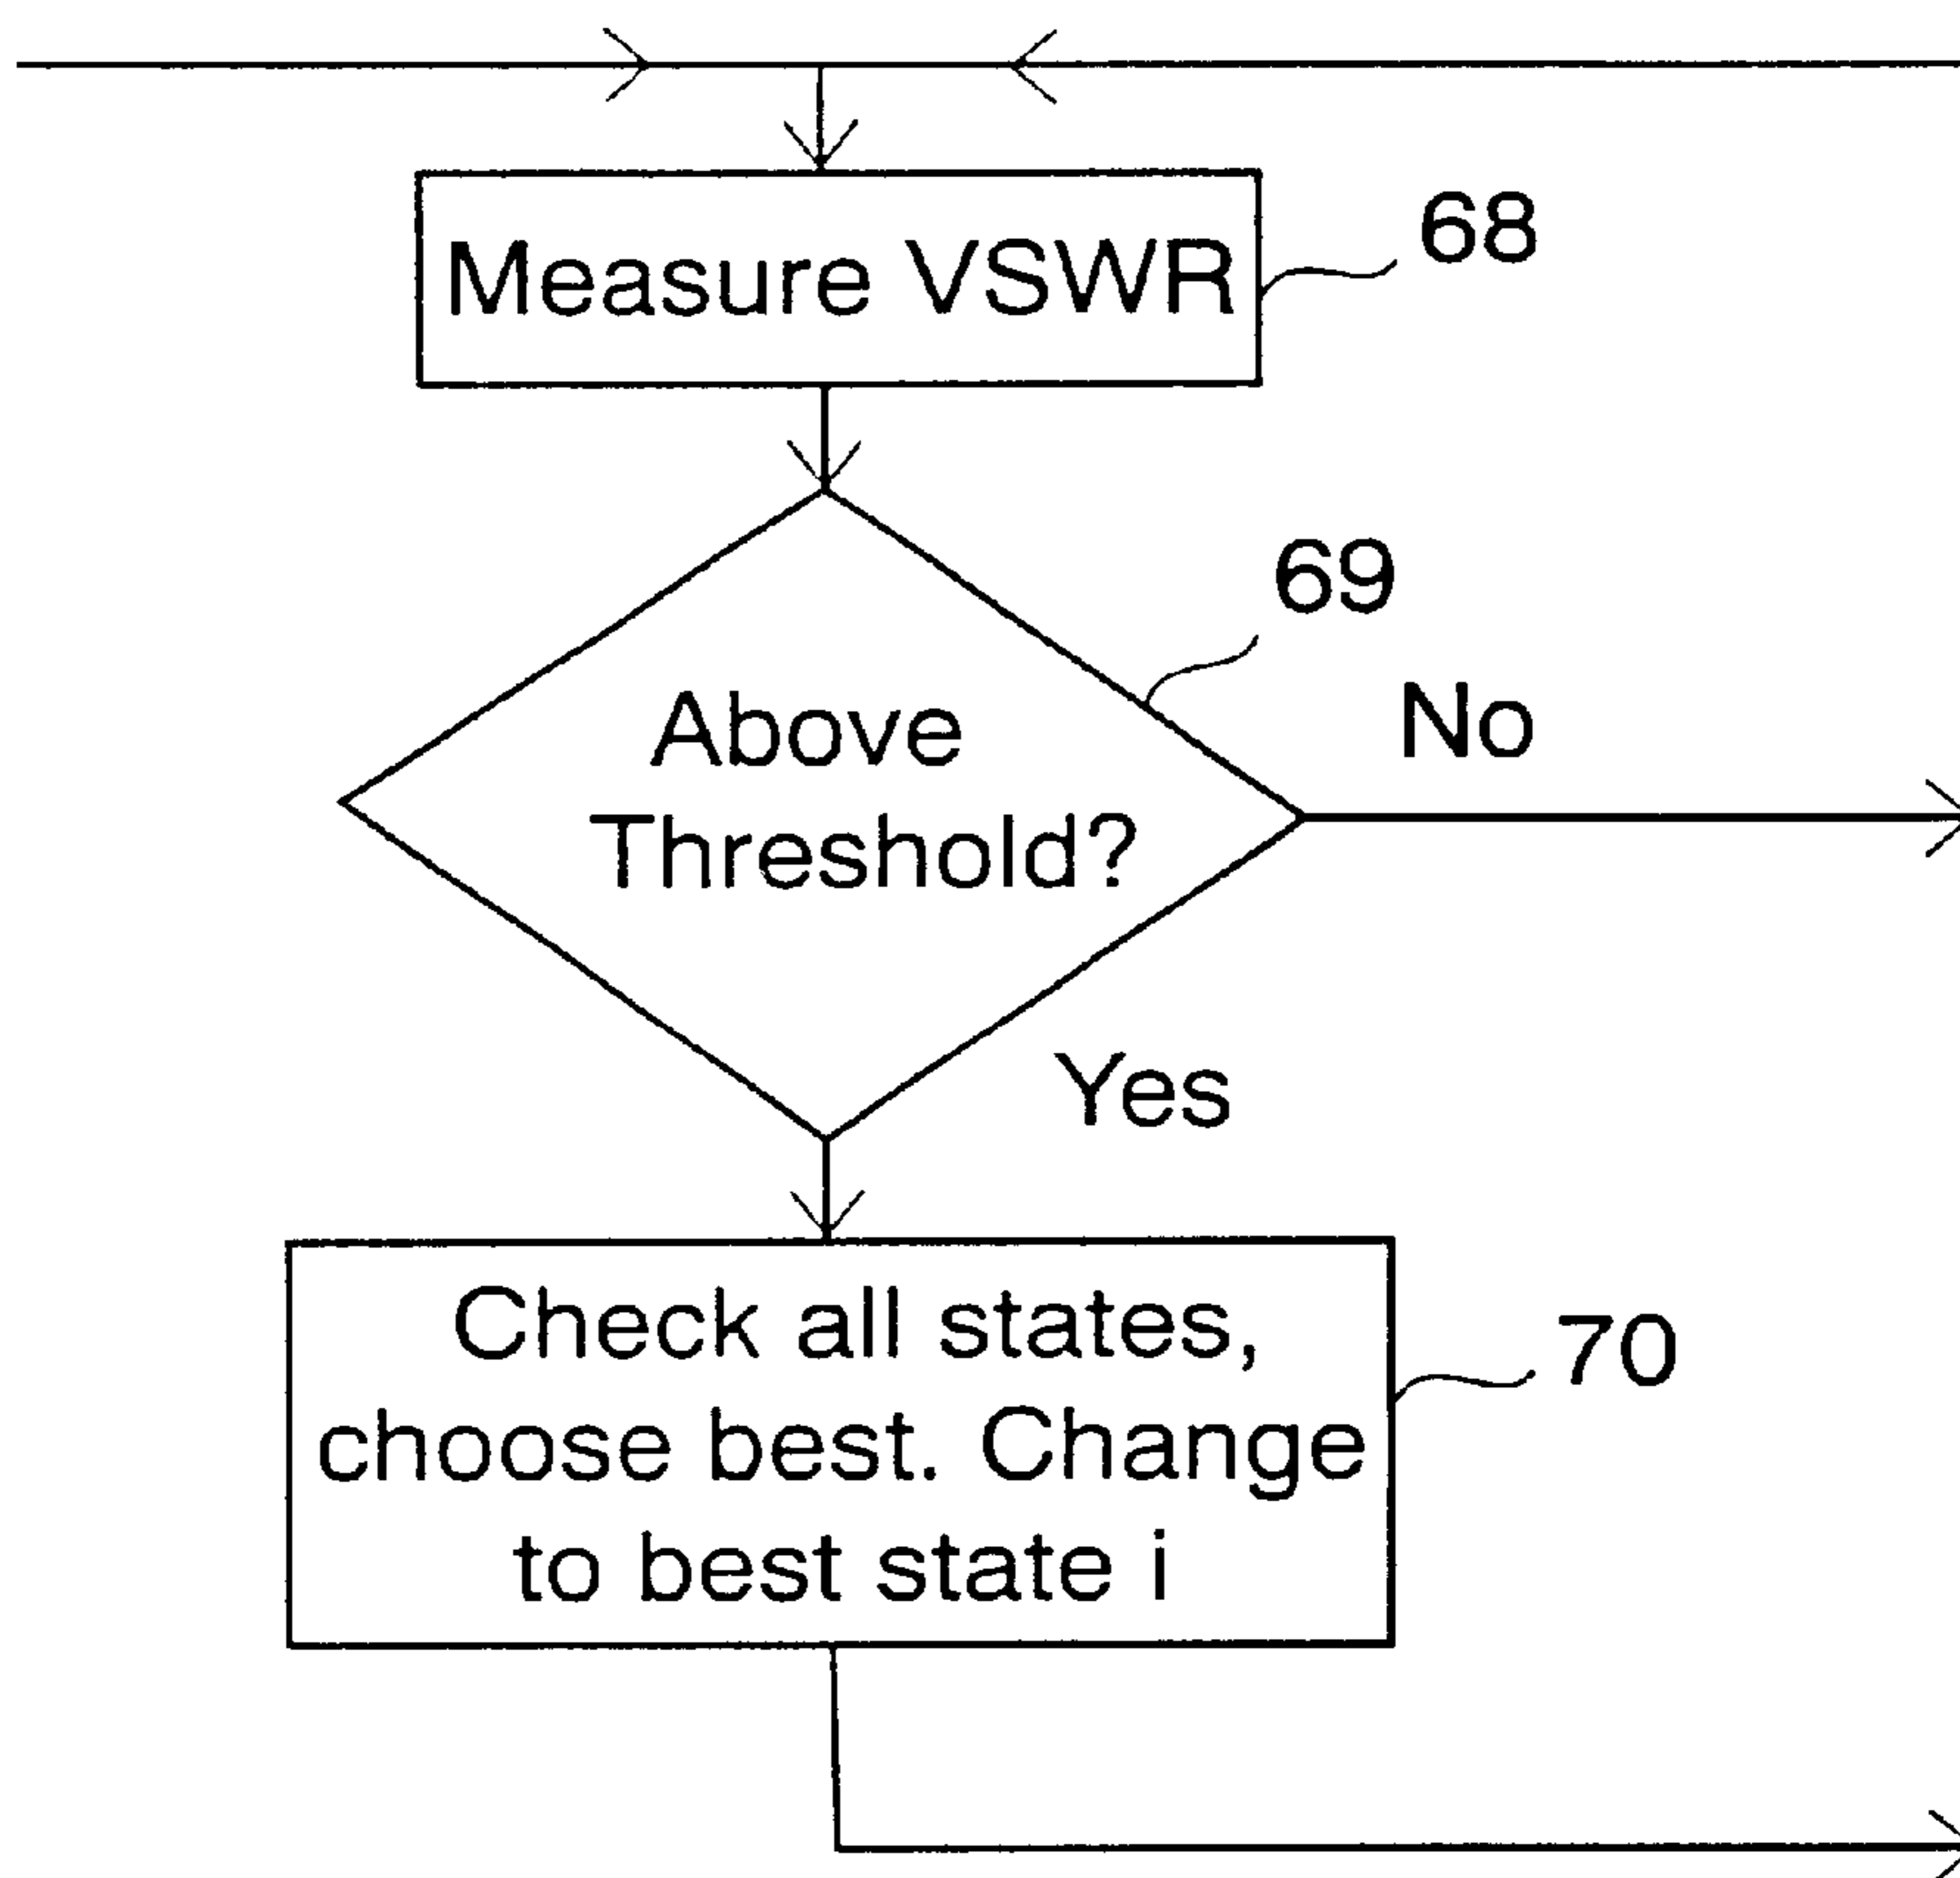 Measure VSWR
68
69
Above
Threshold?
No
Yes
Check all states,
choose best. Change
to best state i
70